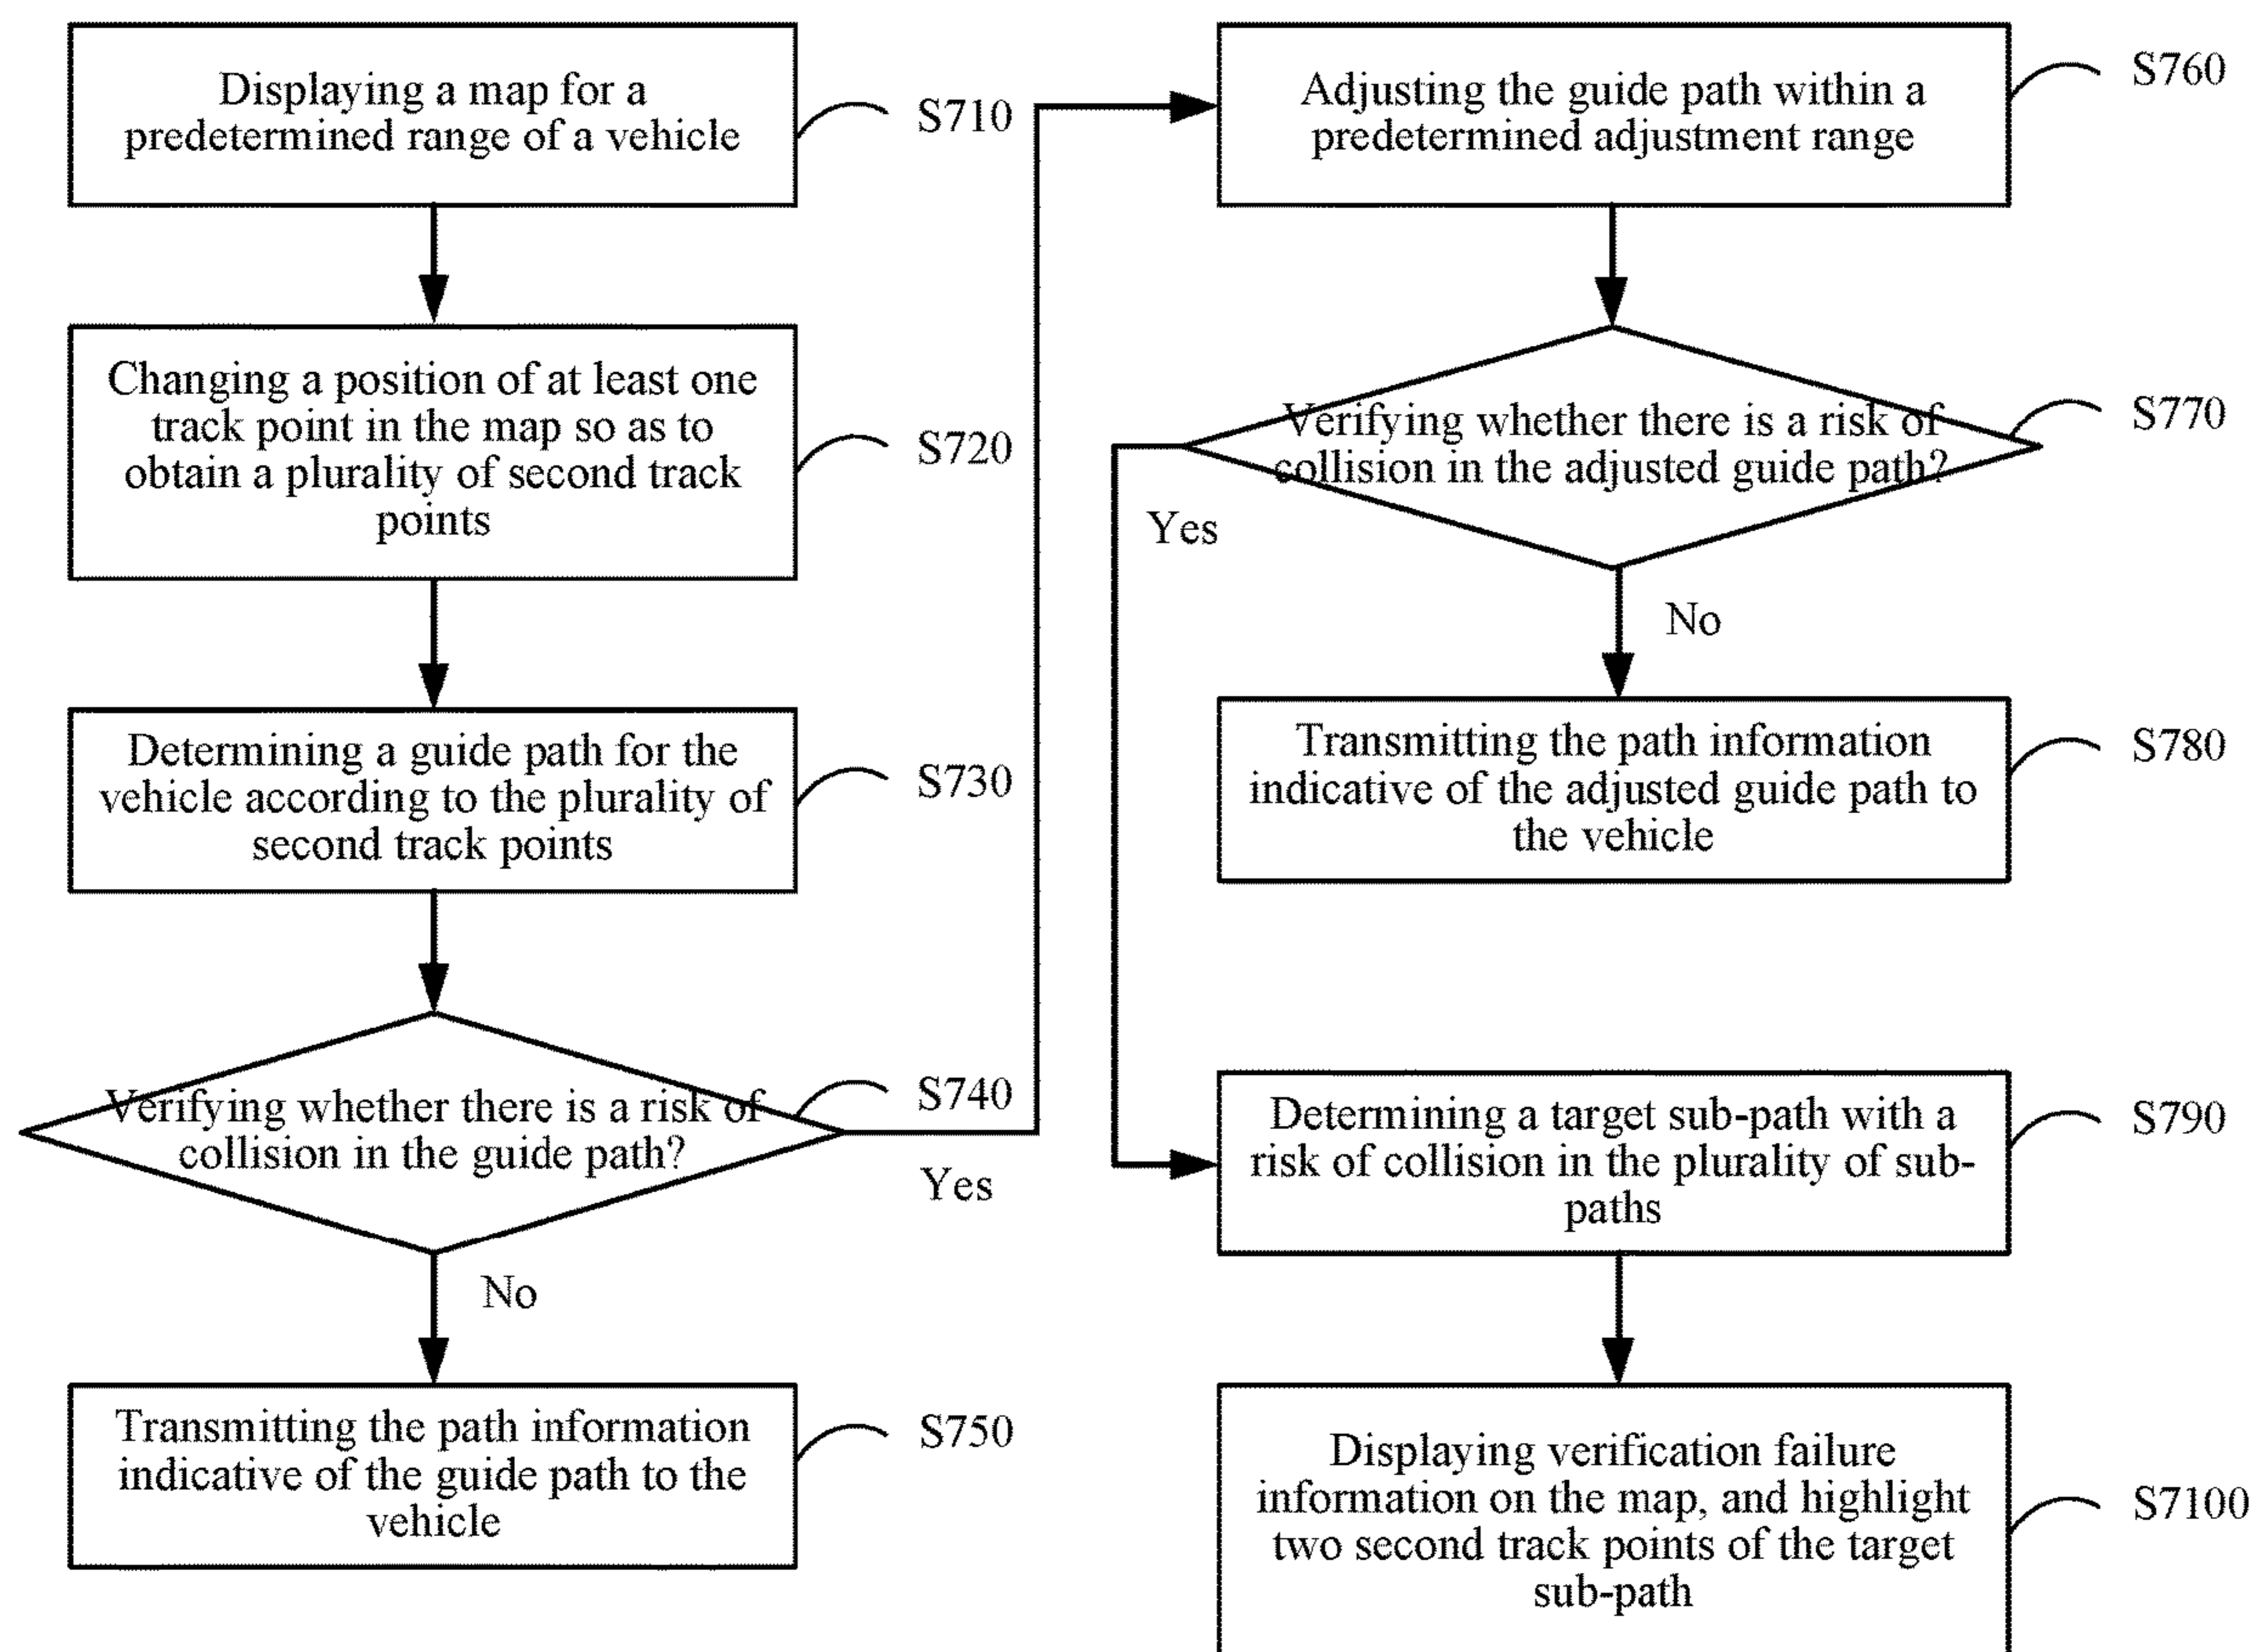 Displaying a map for a
predetermined range of a vehicle
S710
Changing a position of at least one
track point in the map so as to
obtain a plurality of second track
points
S720
Determining a guide path for the
vehicle according to the plurality of
second track points
S730
Verifying whether there is a risk of
collision in the guide path?
S740
Yes
No
Transmitting the path information
indicative of the guide path to the
vehicle
S750
Adjusting the guide path within a
predetermined adjustment range
S760
Verifying whether there is a risk of
collision in the adjusted guide path?
S770
Yes
No
Transmitting the path information
indicative of the adjusted guide path to
the vehicle
S780
Determining a target sub-path with a
risk of collision in the plurality of sub-
paths
S790
Displaying verification failure
information on the map, and highlight
two second track points of the target
sub-path
S7100